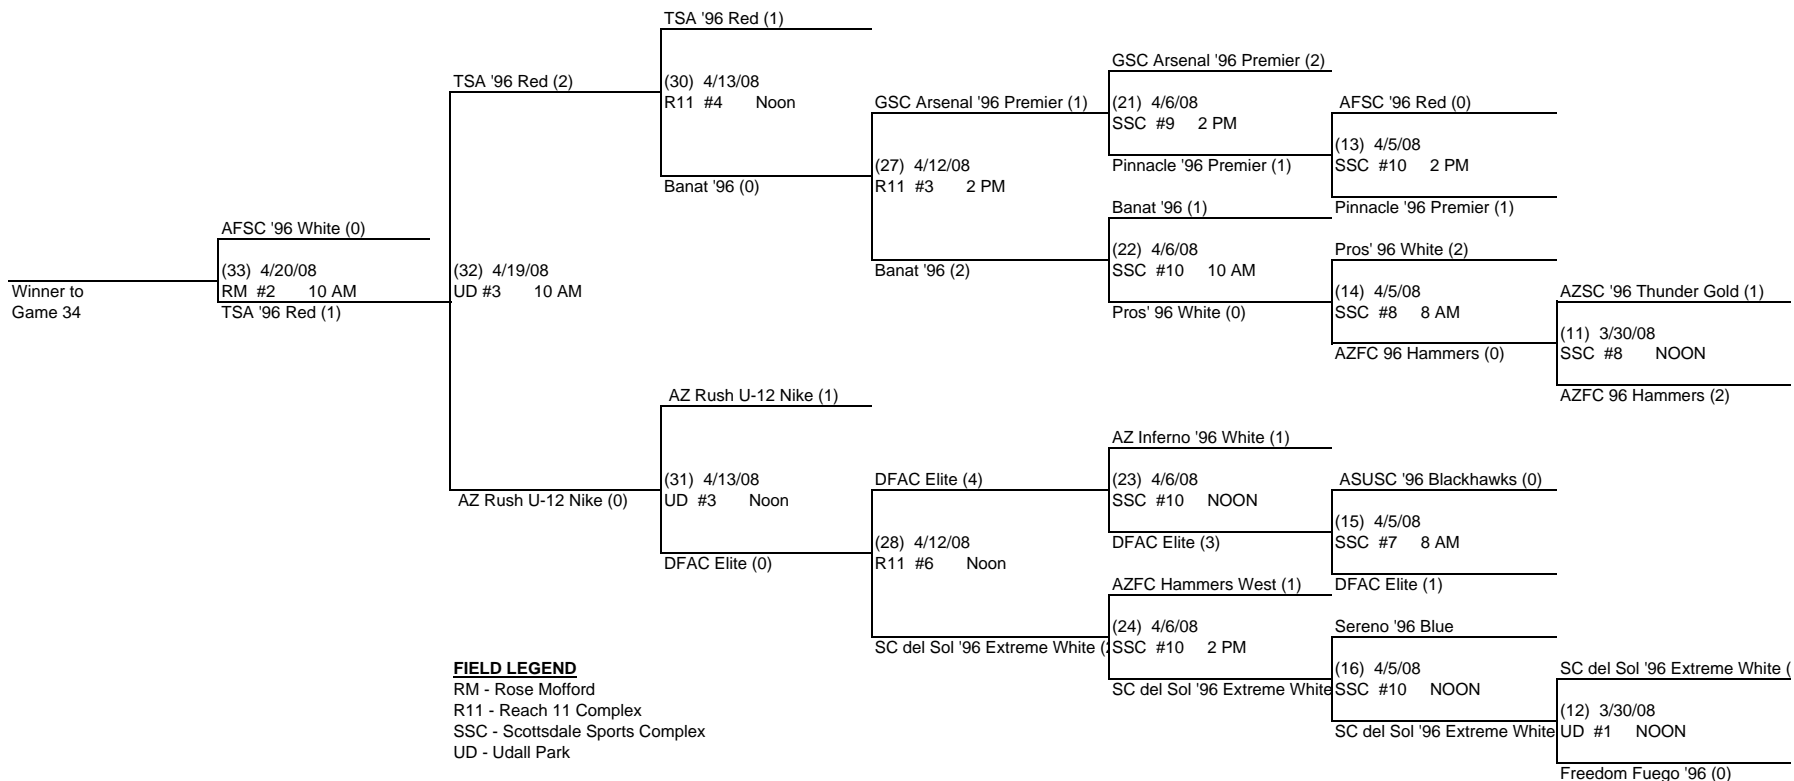 TSA '96 Red (1)
GSC Arsenal '96 Premier (2)
TSA '96 Red (2)
(30) 4/13/08
R11 #4 Noon
GSC Arsenal '96 Premier (1)
(21) 4/6/08
SSC #9 2 PM
AFSC '96 Red (0)
(13) 4/5/08
SSC #10 2 PM
Pinnacle '96 Premier (1)
(27) 4/12/08
R11 #3 2 PM
Banat '96 (0)
Banat '96 (1)
Pinnacle '96 Premier (1)
AFSC '96 White (0)
(22) 4/6/08
SSC #10 10 AM
Pros' 96 White (2)
(33) 4/20/08
RM #2 10 AM
(32) 4/19/08
UD #3 10 AM
Banat '96 (2)
Winner to
Game 34
TSA '96 Red (1)
Pros' 96 White (0)
(14) 4/5/08
SSC #8 8 AM
AZSC '96 Thunder Gold (1)
(11) 3/30/08
SSC #8 NOON
AZFC 96 Hammers (0)
AZFC 96 Hammers (2)
AZ Rush U-12 Nike (1)
AZ Inferno '96 White (1)
(31) 4/13/08
UD #3 Noon
DFAC Elite (4)
(23) 4/6/08
SSC #10 NOON
ASUSC '96 Blackhawks (0)
AZ Rush U-12 Nike (0)
(15) 4/5/08
SSC #7 8 AM
DFAC Elite (3)
(28) 4/12/08
R11 #6 Noon
DFAC Elite (0)
AZFC Hammers West (1)
DFAC Elite (1)
(24) 4/6/08
SSC #10 2 PM
Sereno '96 Blue
SC del Sol '96 Extreme White (
(16) 4/5/08
SSC #10 NOON
SC del Sol '96 Extreme White (
SC del Sol '96 Extreme White
(12) 3/30/08
UD #1 NOON
SC del Sol '96 Extreme White
Freedom Fuego '96 (0)
FIELD LEGEND
RM - Rose Mofford
R11 - Reach 11 Complex
SSC - Scottsdale Sports Complex
UD - Udall Park